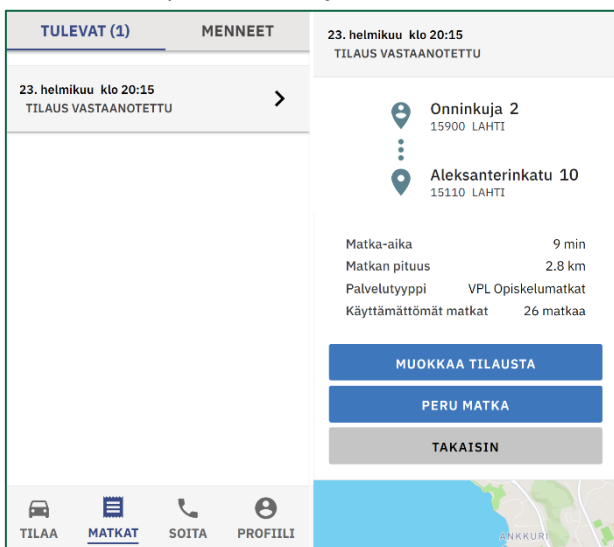 TULEVAT (1) MENNEET
23. helmikuu klo 20:15
TILAUS VASTAANOTETTU
TILAA MATKAT SOITA PROFIILI
23. helmikuu klo 20:15
TILAUS VASTAANOTETTU
Onninkuja 2
15900 LAHTI
Aleksanterinkatu 10
15110 LAHTI
Matka-aika 9 min
Matkan pituus 2.8 km
Palvelutyyppi VPL Opiskelumatkat
Käyttämättömät matkat 26 matkaa
MUOKKAA TILAUSTA
PERU MATKA
TAKAISIN
ANKKURI